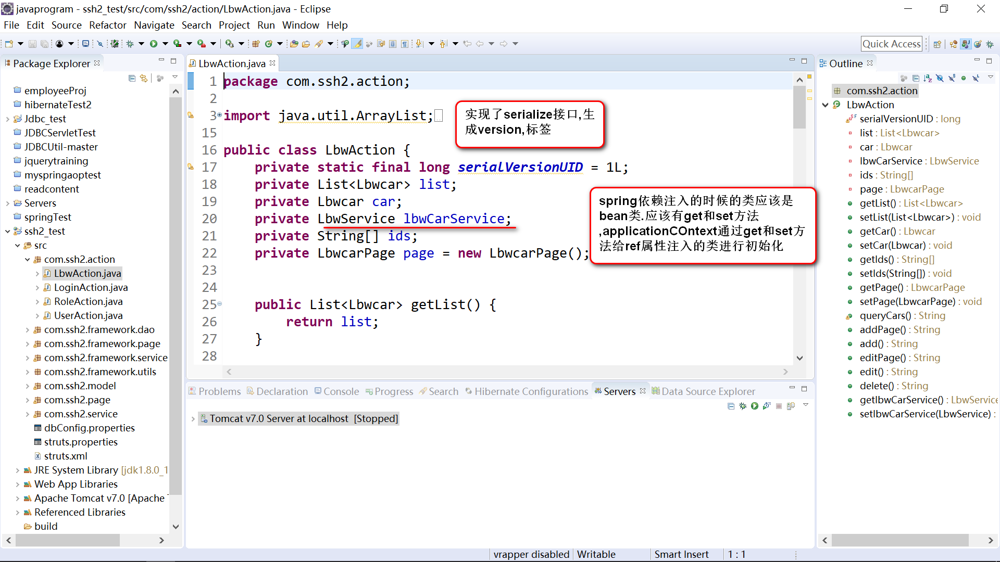 javaprogram - ssh2_test/src/com/ssh2/action/LbwAction.java - Eclipse
File Edit Source Refactor Navigate Search Project Run Window Help
Quick Access
Package Explorer
employeeProj
hibernateTest2
Jdbc_test
JDBCServletTest
JDBCUtil-master
jquerytraining
myspringaoptest
readcontent
Servers
springTest
ssh2_test
src
com.ssh2.action
LbwAction.java
LoginAction.java
RoleAction.java
UserAction.java
com.ssh2.framework.dao
com.ssh2.framework.page
com.ssh2.framework.service
com.ssh2.framework.utils
com.ssh2.model
com.ssh2.page
com.ssh2.service
dbConfig.properties
struts.properties
struts.xml
JRE System Library [jdk1.8.0_1
Web App Libraries
Apache Tomcat v7.0 [Apache T
Referenced Libraries
build
LbwAction.java
1 package com.ssh2.action;
2
3 import java.util.ArrayList;
15
16 public class LbwAction {
17 private static final long serialVersionUID = 1L;
18 private List<Lbwcar> list;
19 private Lbwcar car;
20 private LbwService lbwCarService;
21 private String[] ids;
22 private LbwcarPage page = new LbwcarPage();
23
24
25 public List<Lbwcar> getList() {
26 return list;
27 }
28
实现了serialize接口,生
成version,标签
spring依赖注入的时候的类应该是
bean类.应该有get和set方法
,applicationCOntext通过get和set方
法给ref属性注入的类进行初始化
Problems Declaration Console Progress Search Hibernate Configurations Servers Data Source Explorer
Tomcat v7.0 Server at localhost [Stopped]
Outline
com.ssh2.action
LbwAction
serialVersionUID : long
list : List<Lbwcar>
car : Lbwcar
lbwCarService : LbwService
ids : String[]
page : LbwcarPage
getList() : List<Lbwcar>
setList(List<Lbwcar>) : void
getCar() : Lbwcar
setCar(Lbwcar) : void
getIds() : String[]
setIds(String[]) : void
getPage() : LbwcarPage
setPage(LbwcarPage) : void
queryCars() : String
addPage() : String
add() : String
editPage() : String
edit() : String
delete() : String
getlbwCarService() : LbwService
setlbwCarService(LbwService) :
vrapper disabled Writable Smart Insert 1 : 1